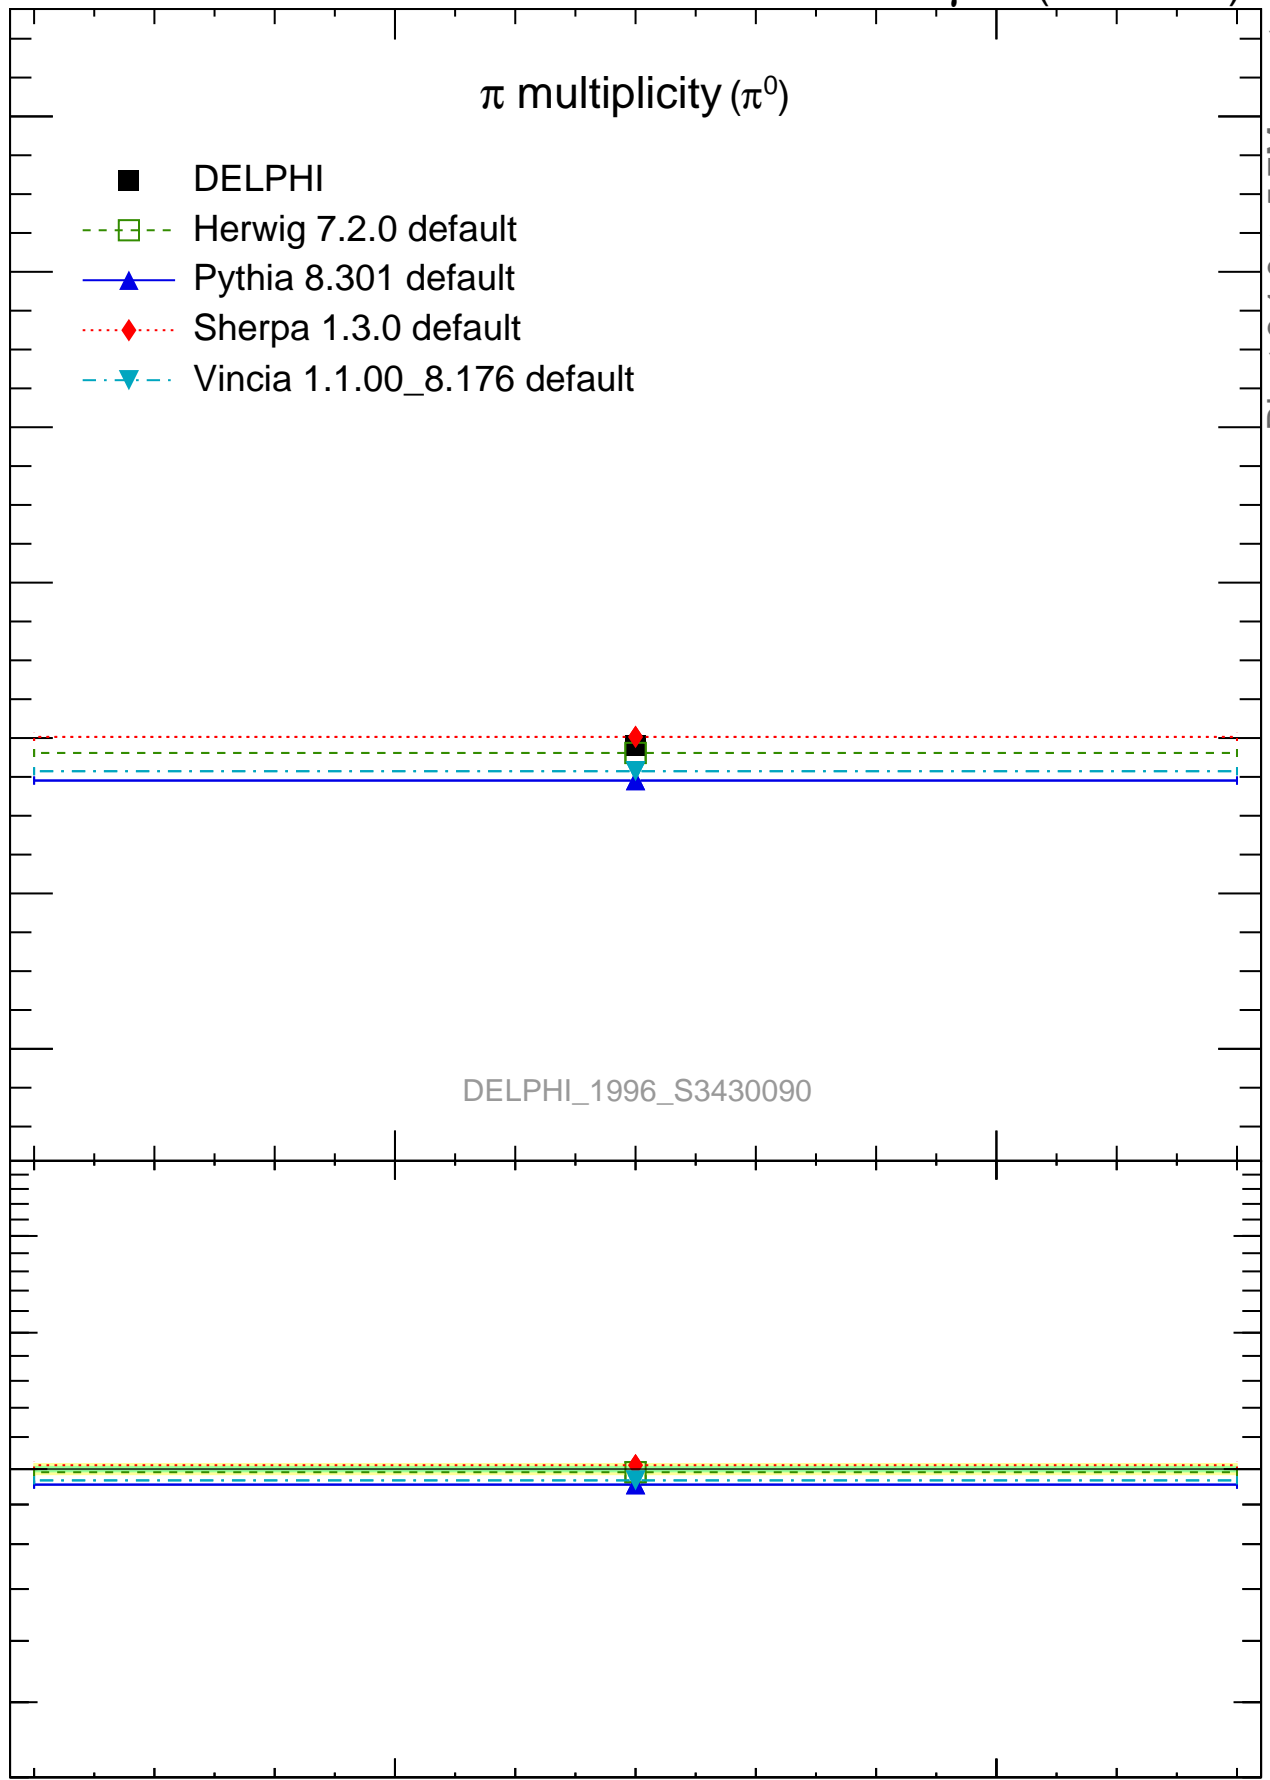 π multiplicity (π⁰)
DELPHI
Herwig 7.2.0 default
Pythia 8.301 default
Sherpa 1.3.0 default
Vincia 1.1.00_8.176 default
DELPHI_1996_S3430090